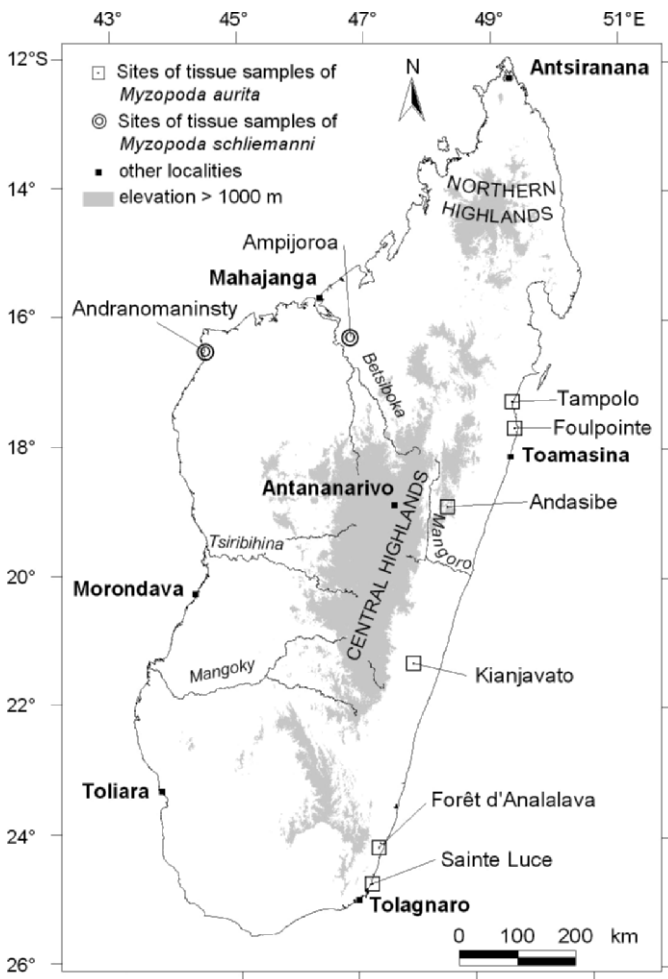 43° 45° 47° 49° 51°E
12°S
14°
16°
18°
20°
22°
24°
26°
Sites of tissue samples of
Myzopoda aurita
Sites of tissue samples of
Myzopoda schliemanni
other localities
elevation > 1000 m
N
Antsiranana
NORTHERN
HIGHLANDS
Ampijoroa
Mahajanga
Andranomaninsty
Betsiboka
Tampolo
Foulpointe
Toamasina
Antananarivo
Andasibe
CENTRAL HIGHLANDS
Mangoro
Tsiribihina
Morondava
Mangoky
Kianjavato
Toliara
Forêt d'Analalava
Sainte Luce
Tolagnaro
0 100 200 km